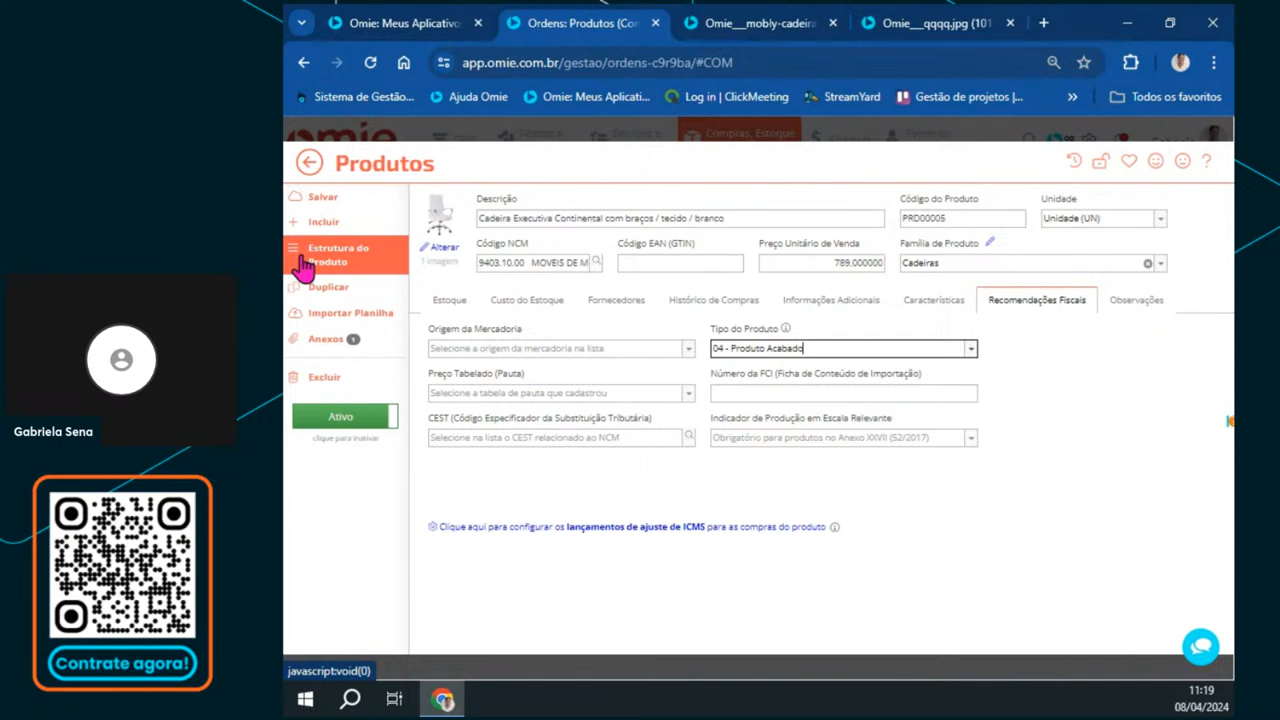 Omie: Meus Aplicativo
Ordens: Produtos (Co
Omie__mobly-cadeira
Omie__qqqq.jpg (101
app.omie.com.br/gestao/ordens-c9r9ba/#COM
Sistema de Gestão...
Ajuda Omie
Omie: Meus Aplicati...
Log in | ClickMeeting
StreamYard
Gestão de projetos |...
»
Todos os favoritos
omie
Compras, Estoque
Produtos
?
Salvar
Incluir
Estrutura do
Produto
Duplicar
Importar Planilha
Anexos 1
Excluir
Ativo
clique para inativar
Alterar
1 imagem
Descrição
Cadeira Executiva Continental com braços / tecido / branco
Código do Produto
PRD00005
Unidade
Unidade (UN)
Código NCM
9403.10.00 MOVEIS DE M
Código EAN (GTIN)
Preço Unitário de Venda
789,000000
Família de Produto
Cadeiras
Estoque
Custo do Estoque
Fornecedores
Histórico de Compras
Informações Adicionais
Características
Recomendações Fiscais
Observações
Origem da Mercadoria
Selecione a origem da mercadoria na lista
Tipo do Produto
04 - Produto Acabado
Preço Tabelado (Pauta)
Selecione a tabela de pauta que cadastrou
Número da FCI (Ficha de Conteúdo de Importação)
CEST (Código Especificador da Substituição Tributária)
Selecione na lista o CEST relacionado ao NCM
Indicador de Produção em Escala Relevante
Obrigatório para produtos no Anexo XXVII (52/2017)
Clique aqui para configurar os lançamentos de ajuste de ICMS para as compras do produto
Gabriela Sena
Contrate agora!
javascript:void(0)
11:19
08/04/2024